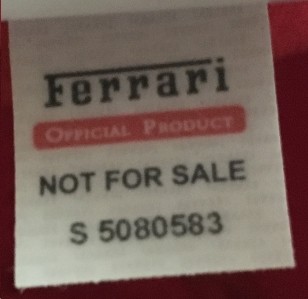 Ferrari
OFFICIAL PRODUCT
NOT FOR SALE
S 5080583